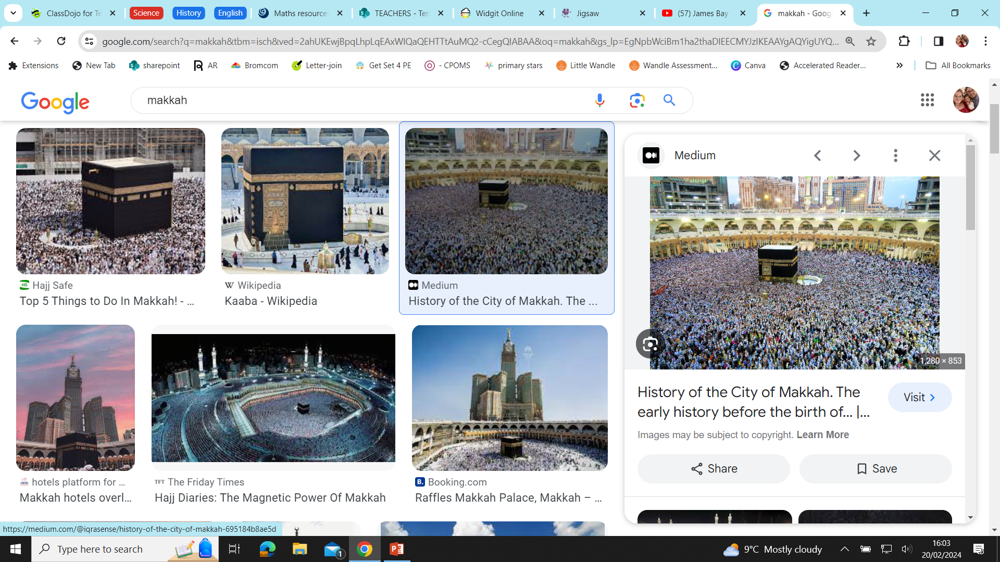 ClassDojo for Te
Science
History
English
Maths resource
TEACHERS - Ter
Widgit Online
Jigsaw
(57) James Bay
makkah - Goog
google.com/search?q=makkah&tbm=isch&ved=2ahUKEwjBpqLhpLqEAxWIQaQEHTTtAuMQ2-cCegQIABAA&oq=makkah&gs_lp=EgNpbWciBm1ha2thaDIEECMYJzIKEAAYgAQYigUYQ...
Extensions
New Tab
sharepoint
AR
Bromcom
Letter-join
Get Set 4 PE
- CPOMS
primary stars
Little Wandle
Wandle Assessment...
Canva
Accelerated Reader...
All Bookmarks
Google
makkah
HS Hajj Safe
Top 5 Things to Do In Makkah! - ...
W Wikipedia
Kaaba - Wikipedia
Medium
History of the City of Makkah. The ...
hotels platform for ...
Makkah hotels overl...
TFT The Friday Times
Hajj Diaries: The Magnetic Power Of Makkah
B. Booking.com
Raffles Makkah Palace, Makkah – ...
Medium
1,280 × 853
History of the City of Makkah. The
early history before the birth of... |...
Visit
Images may be subject to copyright. Learn More
Share
Save
https://medium.com/@iqrasense/history-of-the-city-of-makkah-695184b8ae5d
Type here to search
1
9°C Mostly cloudy
16:03
20/02/2024